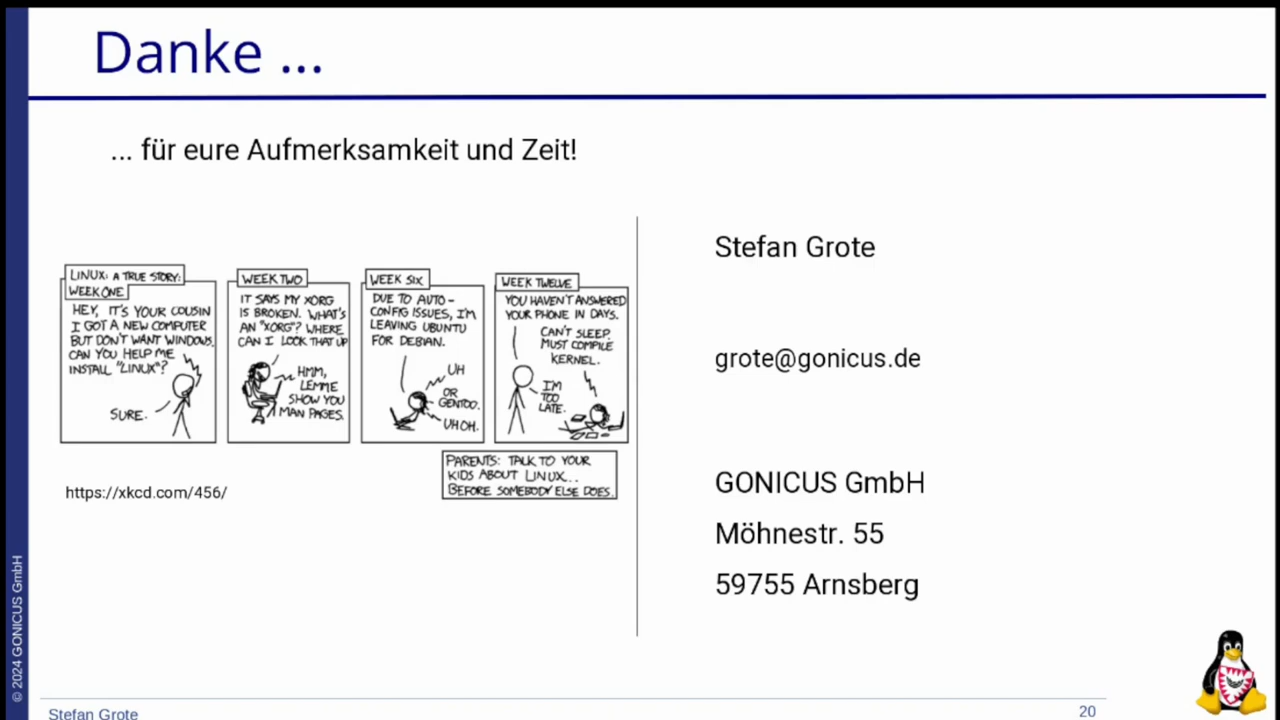 Danke ...
... für eure Aufmerksamkeit und Zeit!
LINUX: A TRUE STORY:
WEEK ONE
HEY, IT'S YOUR COUSIN
I GOT A NEW COMPUTER
BUT DON'T WANT WINDOWS.
CAN YOU HELP ME
INSTALL "LINUX"?
SURE.
WEEK TWO
IT SAYS MY XORG
IS BROKEN. WHAT'S
AN "XORG"? WHERE
CAN I LOOK THAT UP
HMM,
LEMME
SHOW YOU
MAN PAGES.
WEEK SIX
DUE TO AUTO-
CONFIG ISSUES, I'M
LEAVING UBUNTU
FOR DEBIAN.
UH
OR
GENTOO.
UH OH.
WEEK TWELVE
YOU HAVEN'T ANSWERED
YOUR PHONE IN DAYS.
CAN'T SLEEP.
MUST COMPILE
KERNEL.
I'M
TOO
LATE.
PARENTS: TALK TO YOUR
KIDS ABOUT LINUX...
BEFORE SOMEBODY ELSE DOES.
https://xkcd.com/456/
Stefan Grote
grote@gonicus.de
GONICUS GmbH
Möhnestr. 55
59755 Arnsberg
© 2024 GONICUS GmbH
Stefan Grote
20